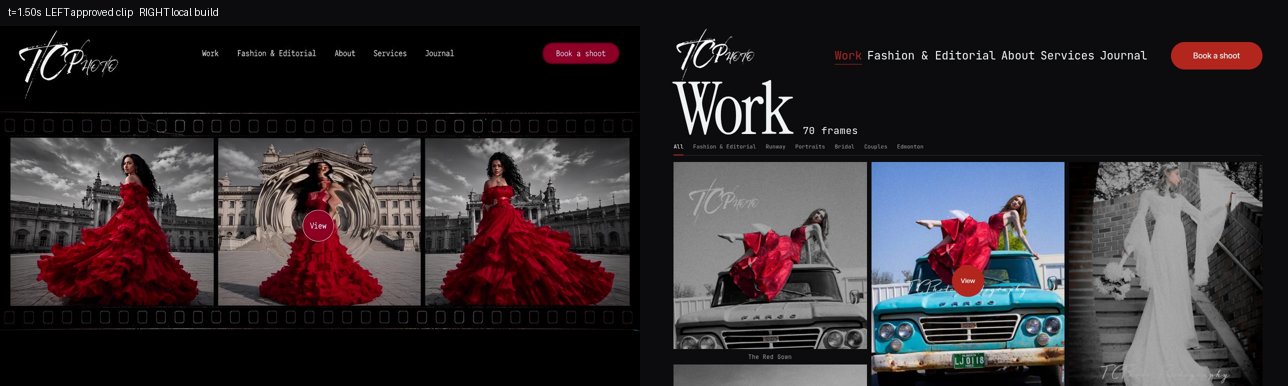 t=1.50s LEFT approved clip RIGHT local build
TCPHOTO
Work Fashion & Editorial About Services Journal
Book a shoot
View
TCPHOTO
Work Fashion & Editorial About Services Journal
Book a shoot
Work 70 frames
All Fashion & Editorial Runway Portraits Bridal Couples Edmonton
TCPHOTO
FARGO
View
LJ0118
The Red Gown